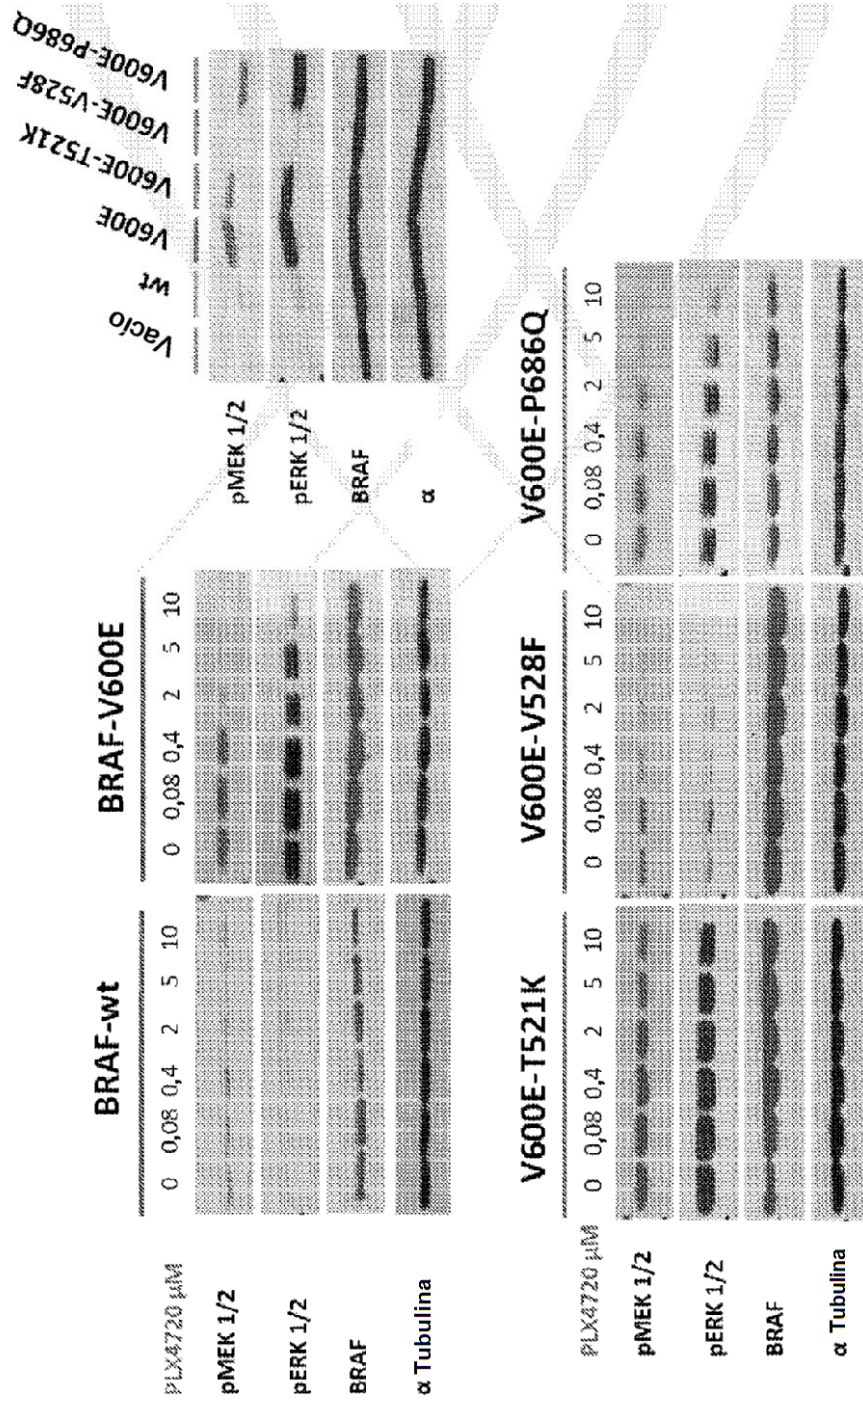 BRAF-wt
BRAF-V600E
PLX4720 µM
0 0,08 0,4 2 5 10
0 0,08 0,4 2 5 10
pMEK 1/2
pERK 1/2
BRAF
α Tubulina
Vacío
wt
V600E
V600E-T521K
V600E-V528F
V600E-P686Q
pMEK 1/2
pERK 1/2
BRAF
α
V600E-T521K
V600E-V528F
V600E-P686Q
PLX4720 µM
0 0,08 0,4 2 5 10
0 0,08 0,4 2 5 10
0 0,08 0,4 2 5 10
pMEK 1/2
pERK 1/2
BRAF
α Tubulina